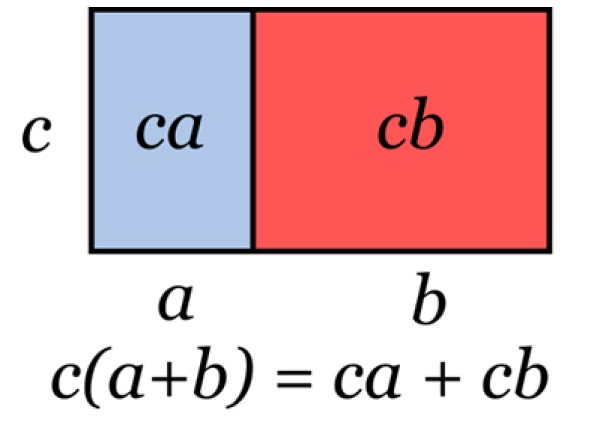 c ca cb
a b
c(a+b) = ca + cb